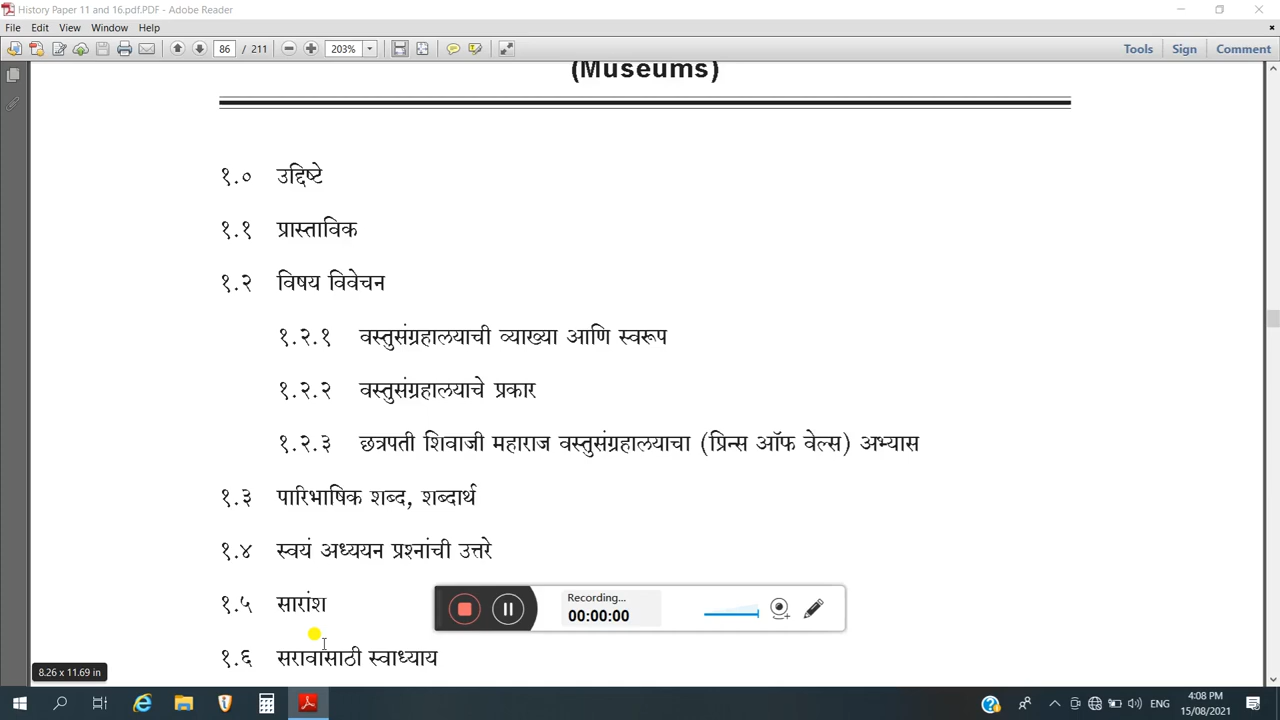 History Paper 11 and 16.pdf.PDF - Adobe Reader
File Edit View Window Help
86 / 211 203% Tools Sign Comment
(Museums)
१.० उद्दिष्टे
१.१ प्रास्ताविक
१.२ विषय विवेचन
१.२.१ वस्तुसंग्रहालयाची व्याख्या आणि स्वरूप
१.२.२ वस्तुसंग्रहालयाचे प्रकार
१.२.३ छत्रपती शिवाजी महाराज वस्तुसंग्रहालयाचा (प्रिन्स ऑफ वेल्स) अभ्यास
१.३ पारिभाषिक शब्द, शब्दार्थ
१.४ स्वयं अध्ययन प्रश्नांची उत्तरे
१.५ सारांश
Recording...
00:00:00
१.६ सरावासाठी स्वाध्याय
8.26 x 11.69 in
ENG
4:08 PM
15/08/2021